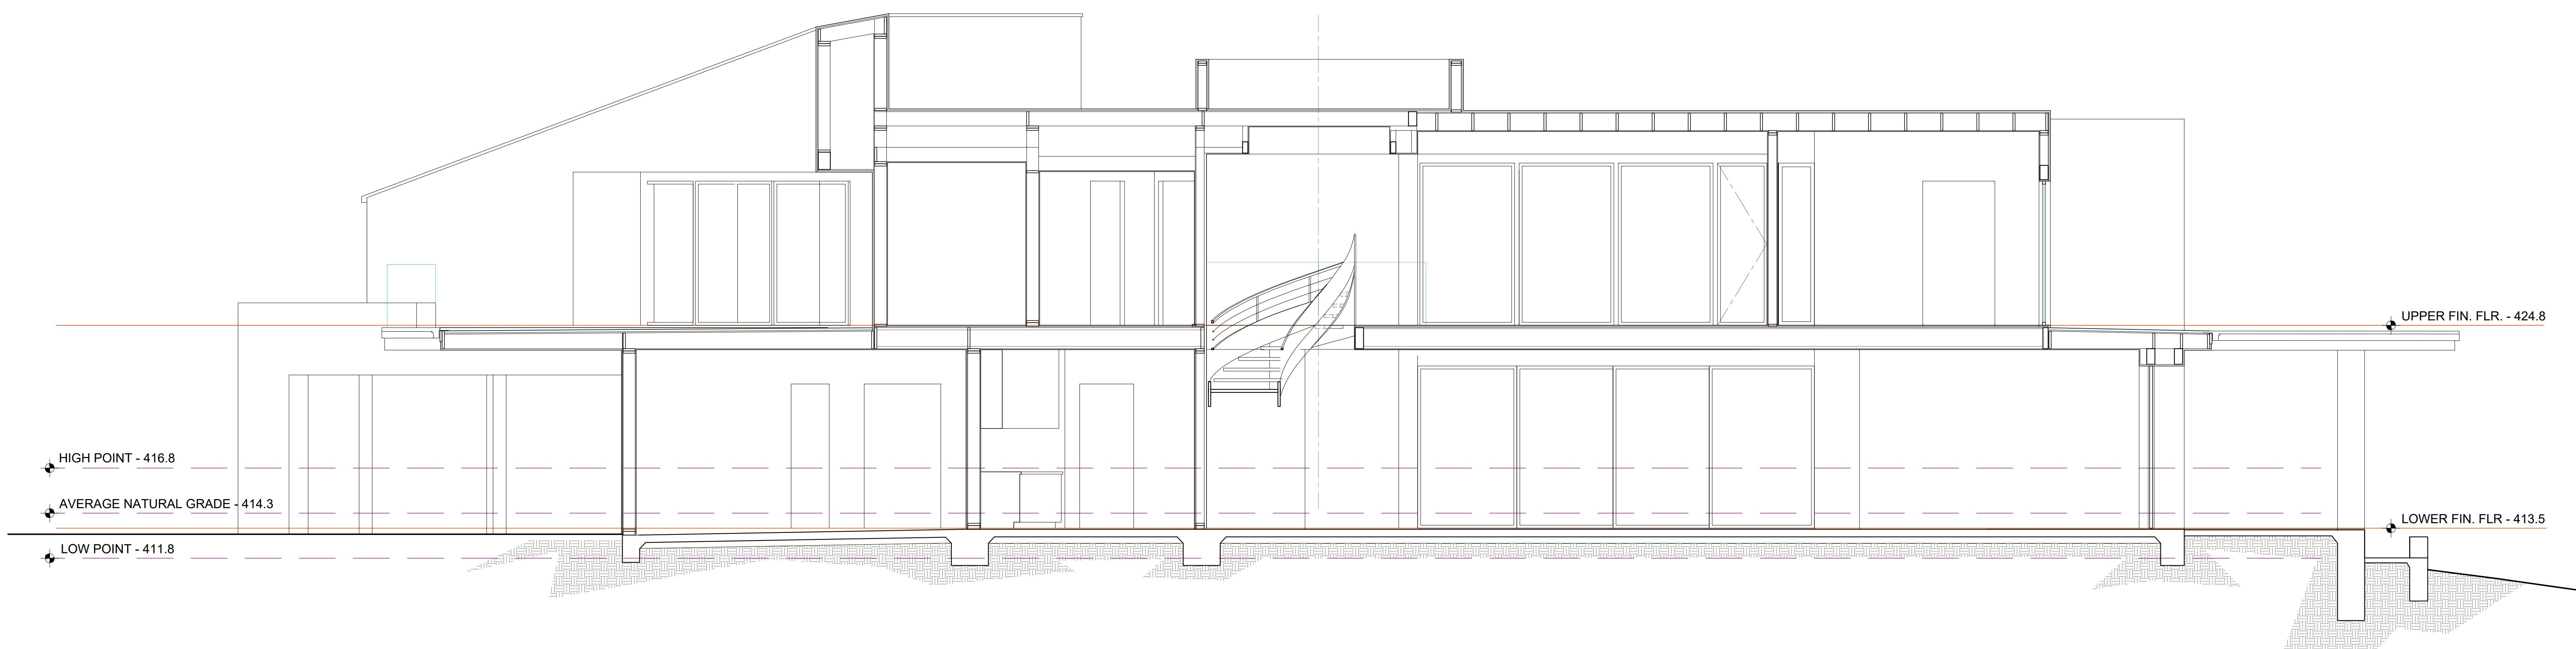 UPPER FIN. FLR. - 424.8
HIGH POINT - 416.8
AVERAGE NATURAL GRADE - 414.3
LOWER FIN. FLR - 413.5
LOW POINT - 411.8